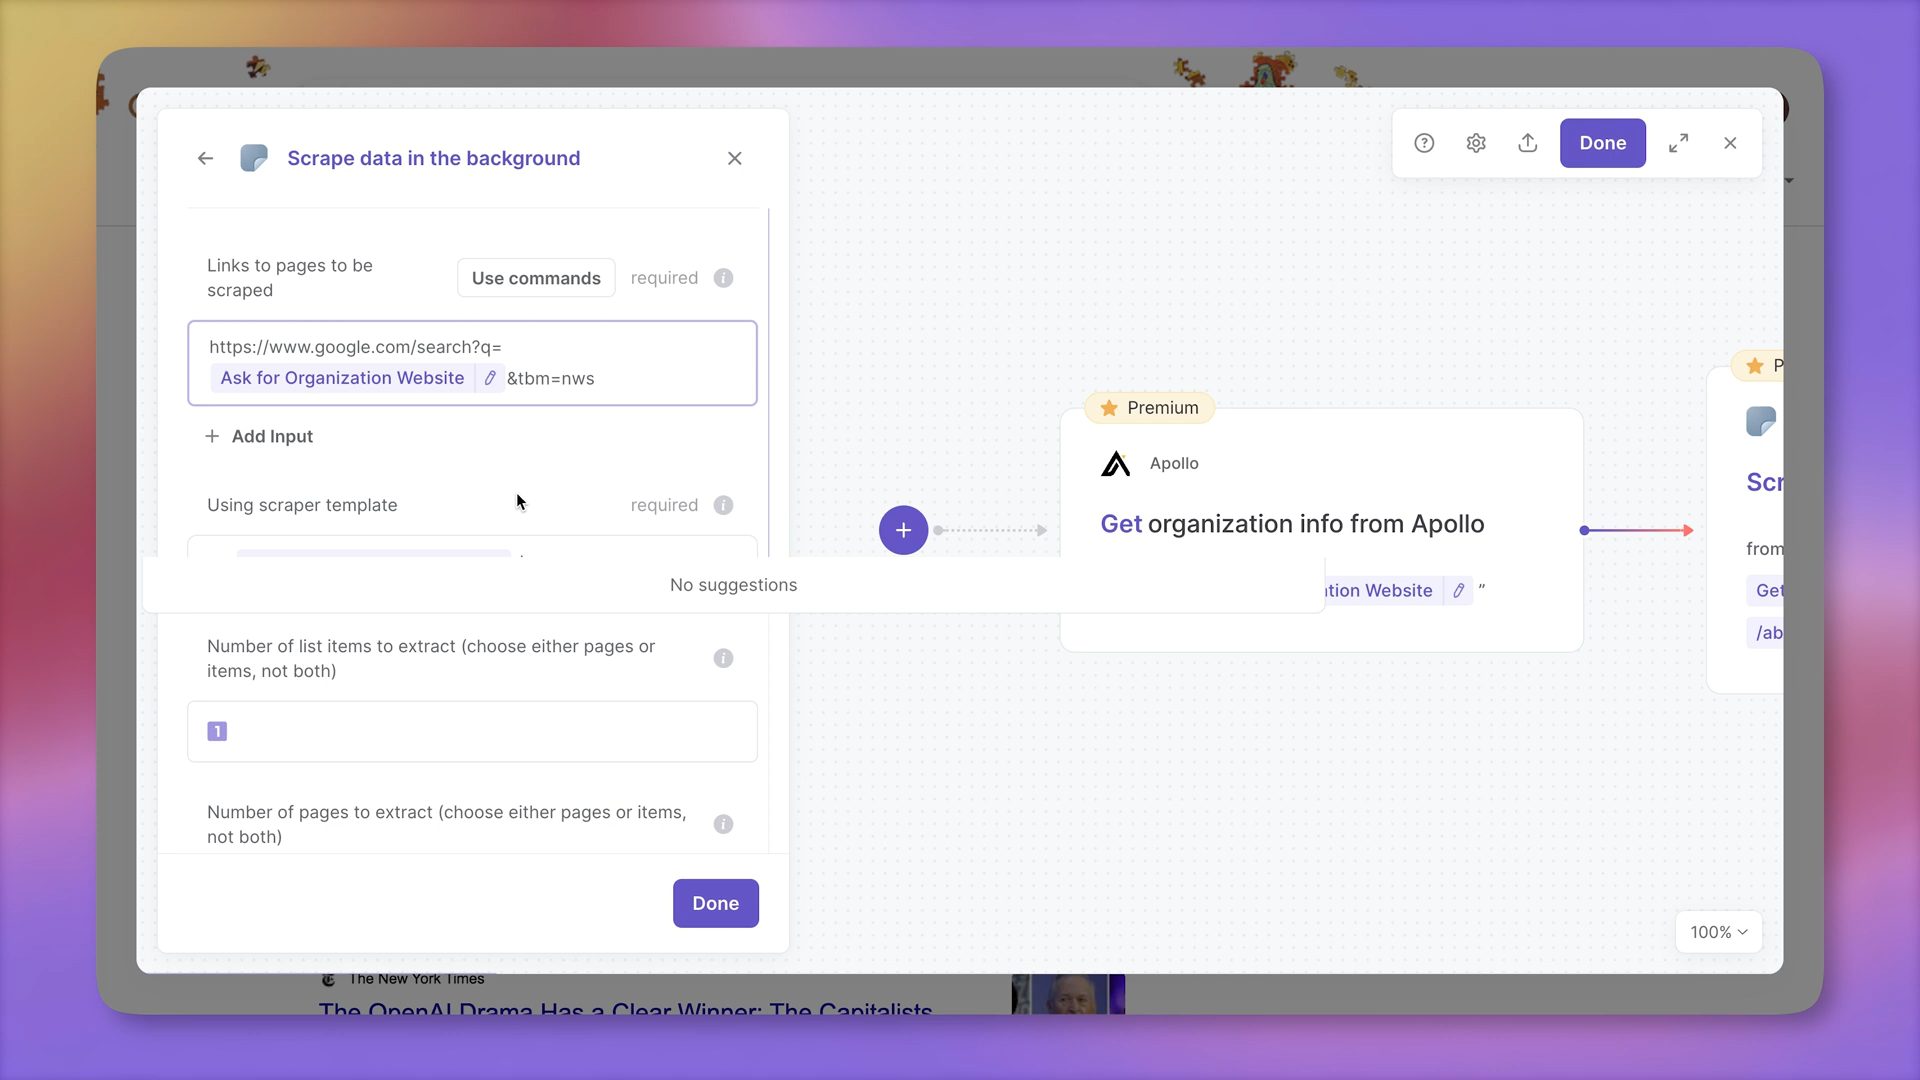 Scrape data in the background
Done
Links to pages to be
scraped
Use commands
required
https://www.google.com/search?q=
Ask for Organization Website &tbm=nws
Add Input
Using scraper template
required
No suggestions
Number of list items to extract (choose either pages or
items, not both)
1
Number of pages to extract (choose either pages or items,
not both)
Done
Premium
Apollo
Get organization info from Apollo
tion Website ”
P
Scr
from
Get
/ab
100%
The New York Times
The OpenAI Drama Has a Clear Winner: The Capitalists